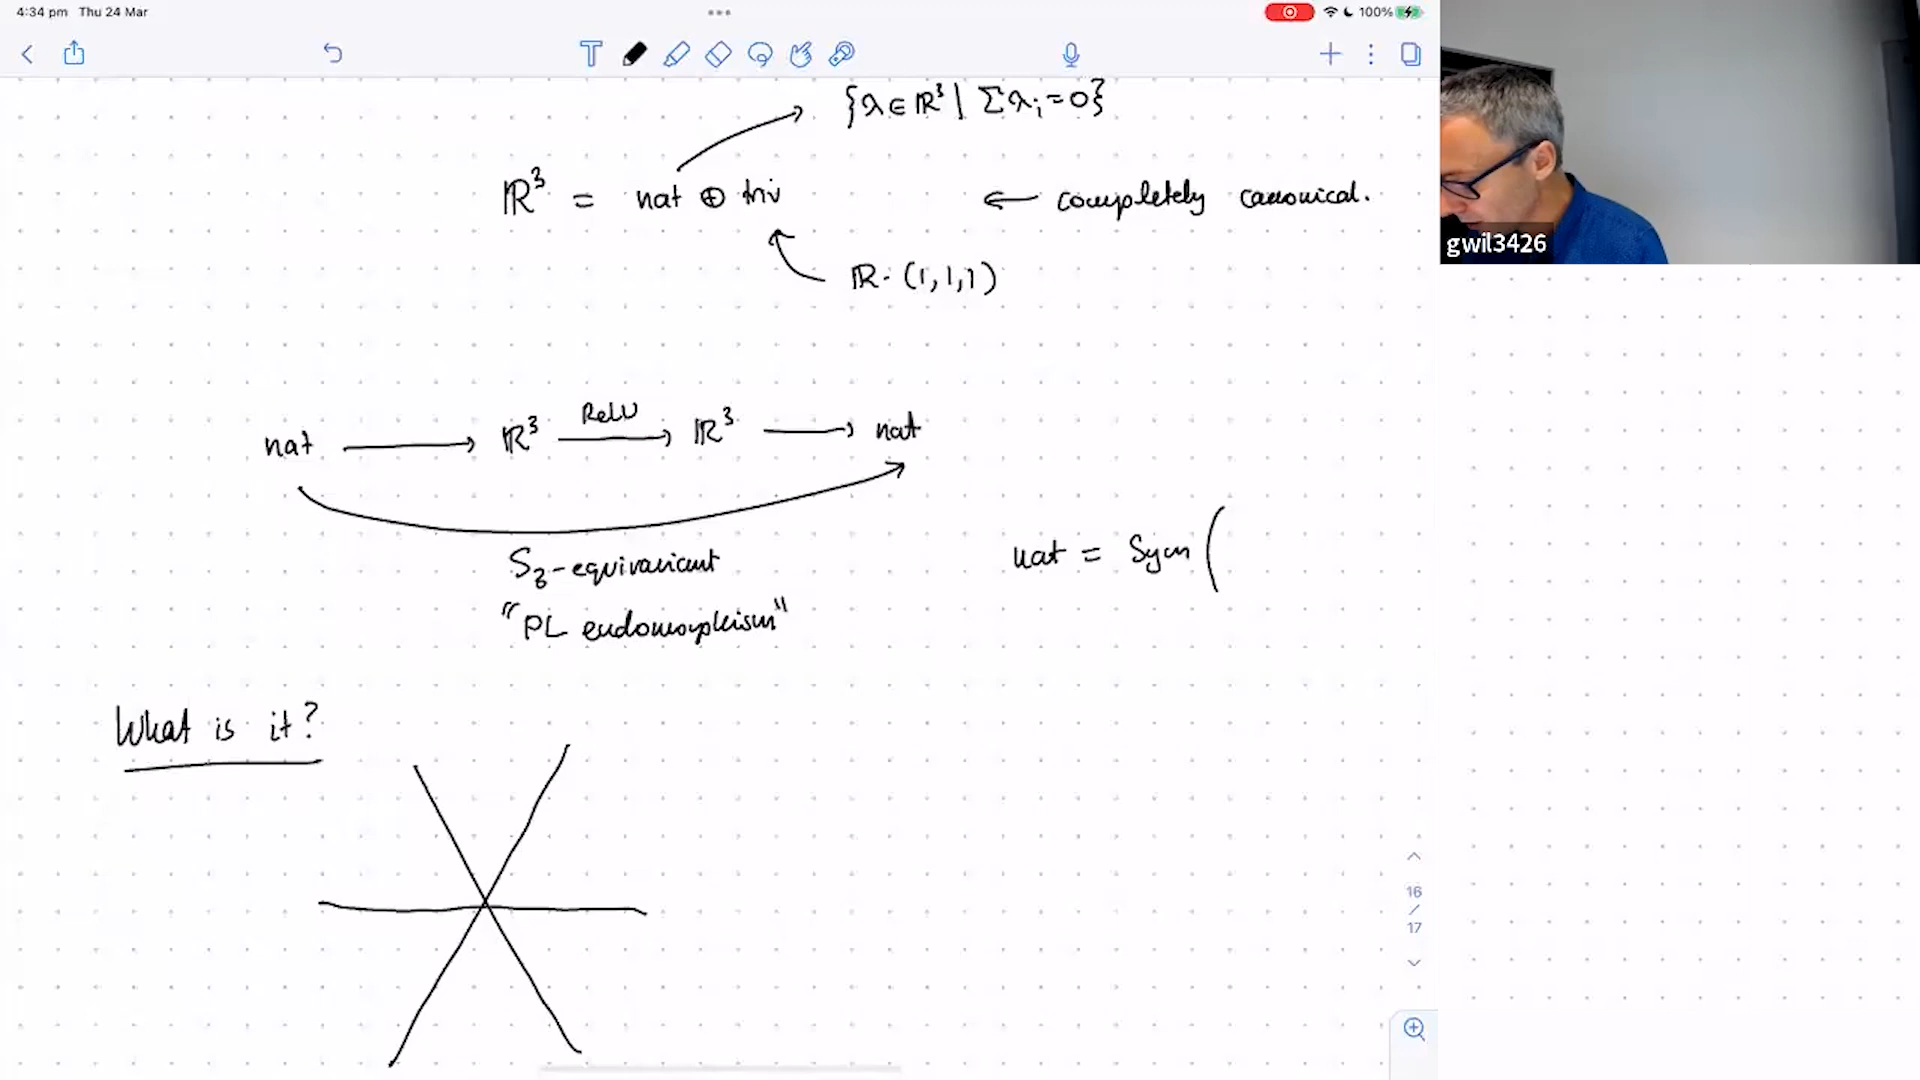 4:34 pm Thu 24 Mar
100%
{λ ∈ ℝ³ | Σλᵢ = 0}
ℝ³ = nat ⊕ triv ← completely canonical.
ℝ · (1,1,1)
gwil3426
nat → ℝ³ ReLU → ℝ³ → nat
S₃-equivariant
"PL endomorphism"
nat = Sym (
What is it?
16
/
17